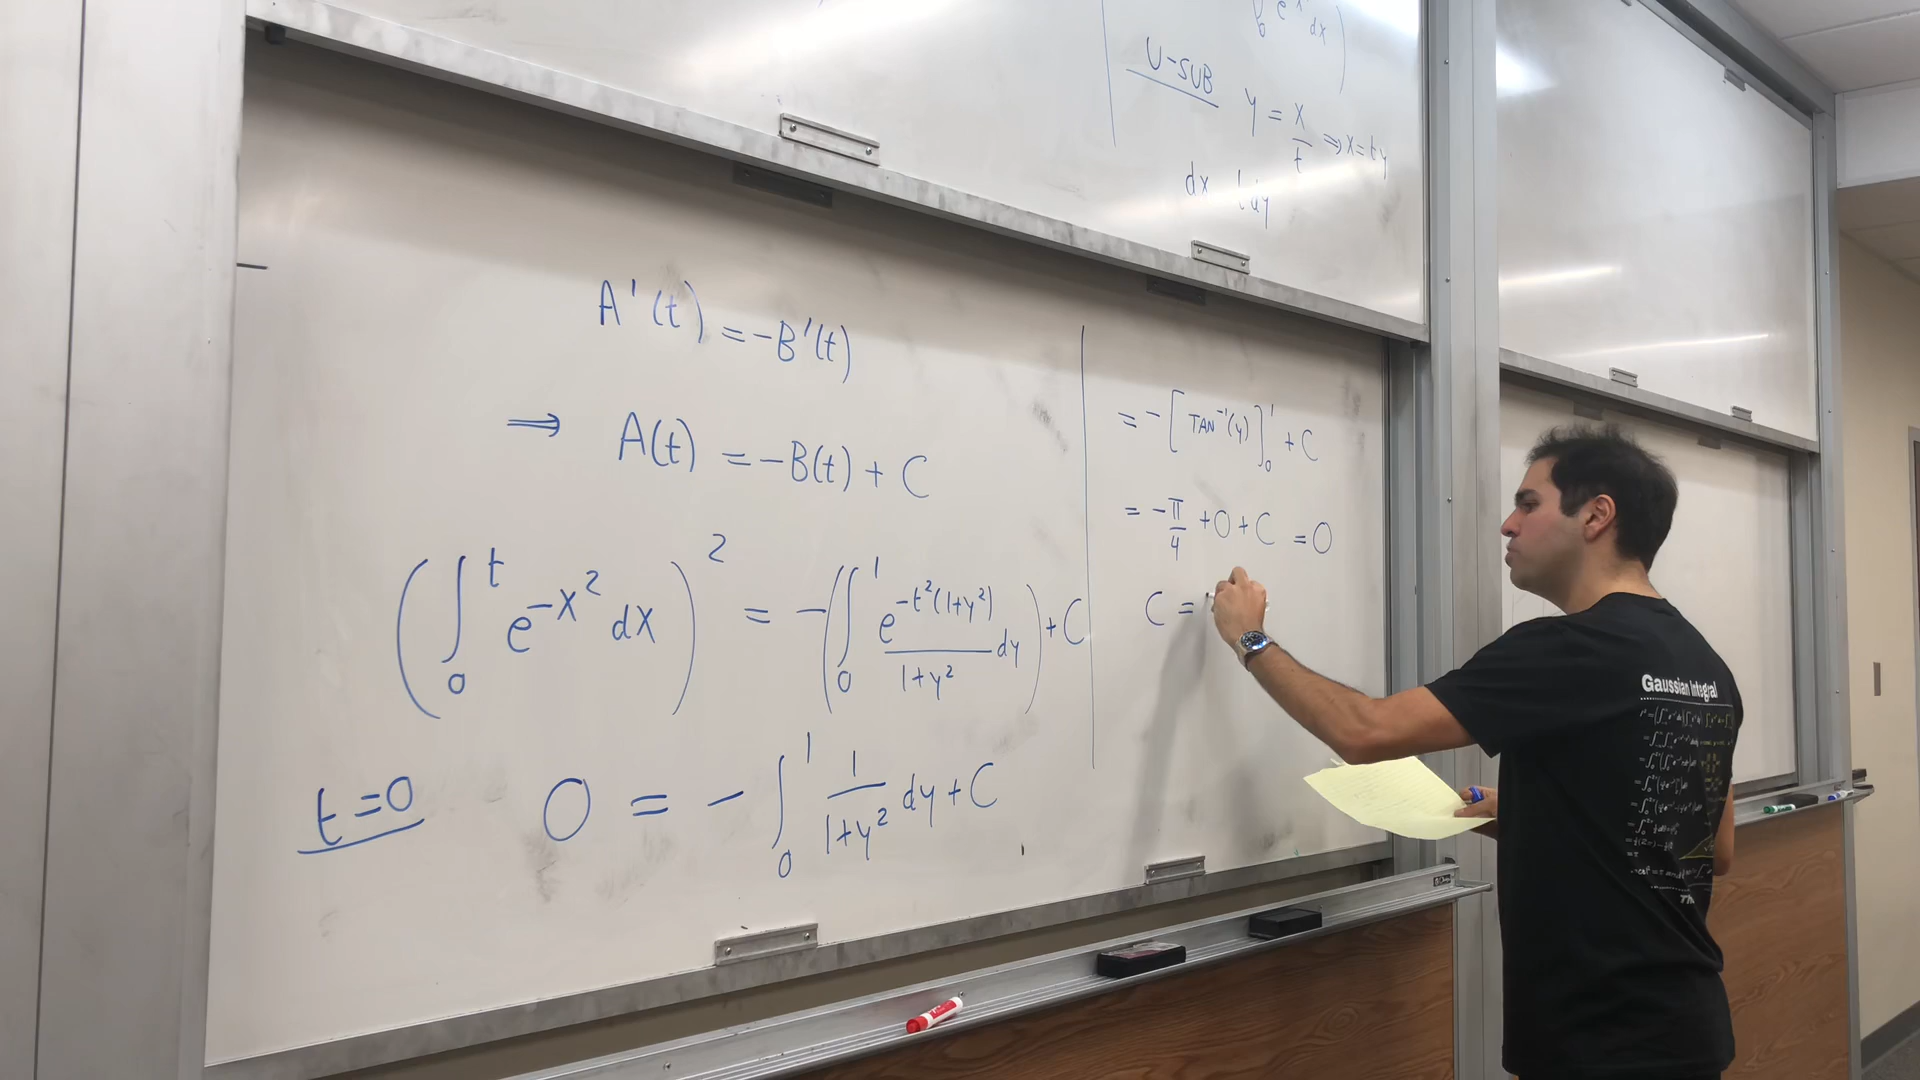 U-SUB
y = x/t ⇒ x = ty
dx
A'(t) = -B'(t)
⇒ A(t) = -B(t) + C
(∫₀ᵗ e^(-x²) dx)² = -(∫₀¹ e^(-t²(1+y²))/(1+y²) dy) + C
t=0 0 = - ∫₀¹ 1/(1+y²) dy + C
= -[TAN⁻¹(y)]₀¹ + C
= -π/4 + 0 + C = 0
C =
Gaussian Integral